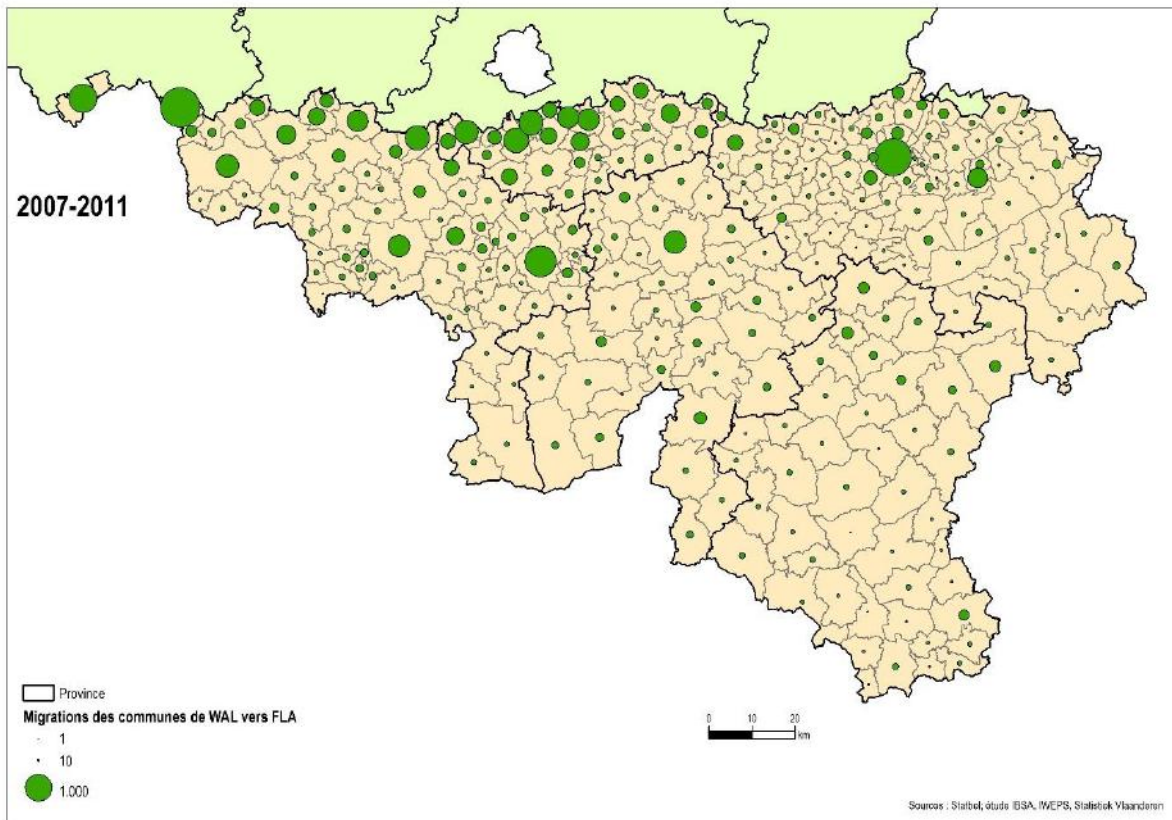 2007-2011
Province
Migrations des communes de WAL vers FLA
1
10
1.000
0 10 20
km
Sources : Statbel, étude IBSA, IWEPS, Statistiek Vlaanderen